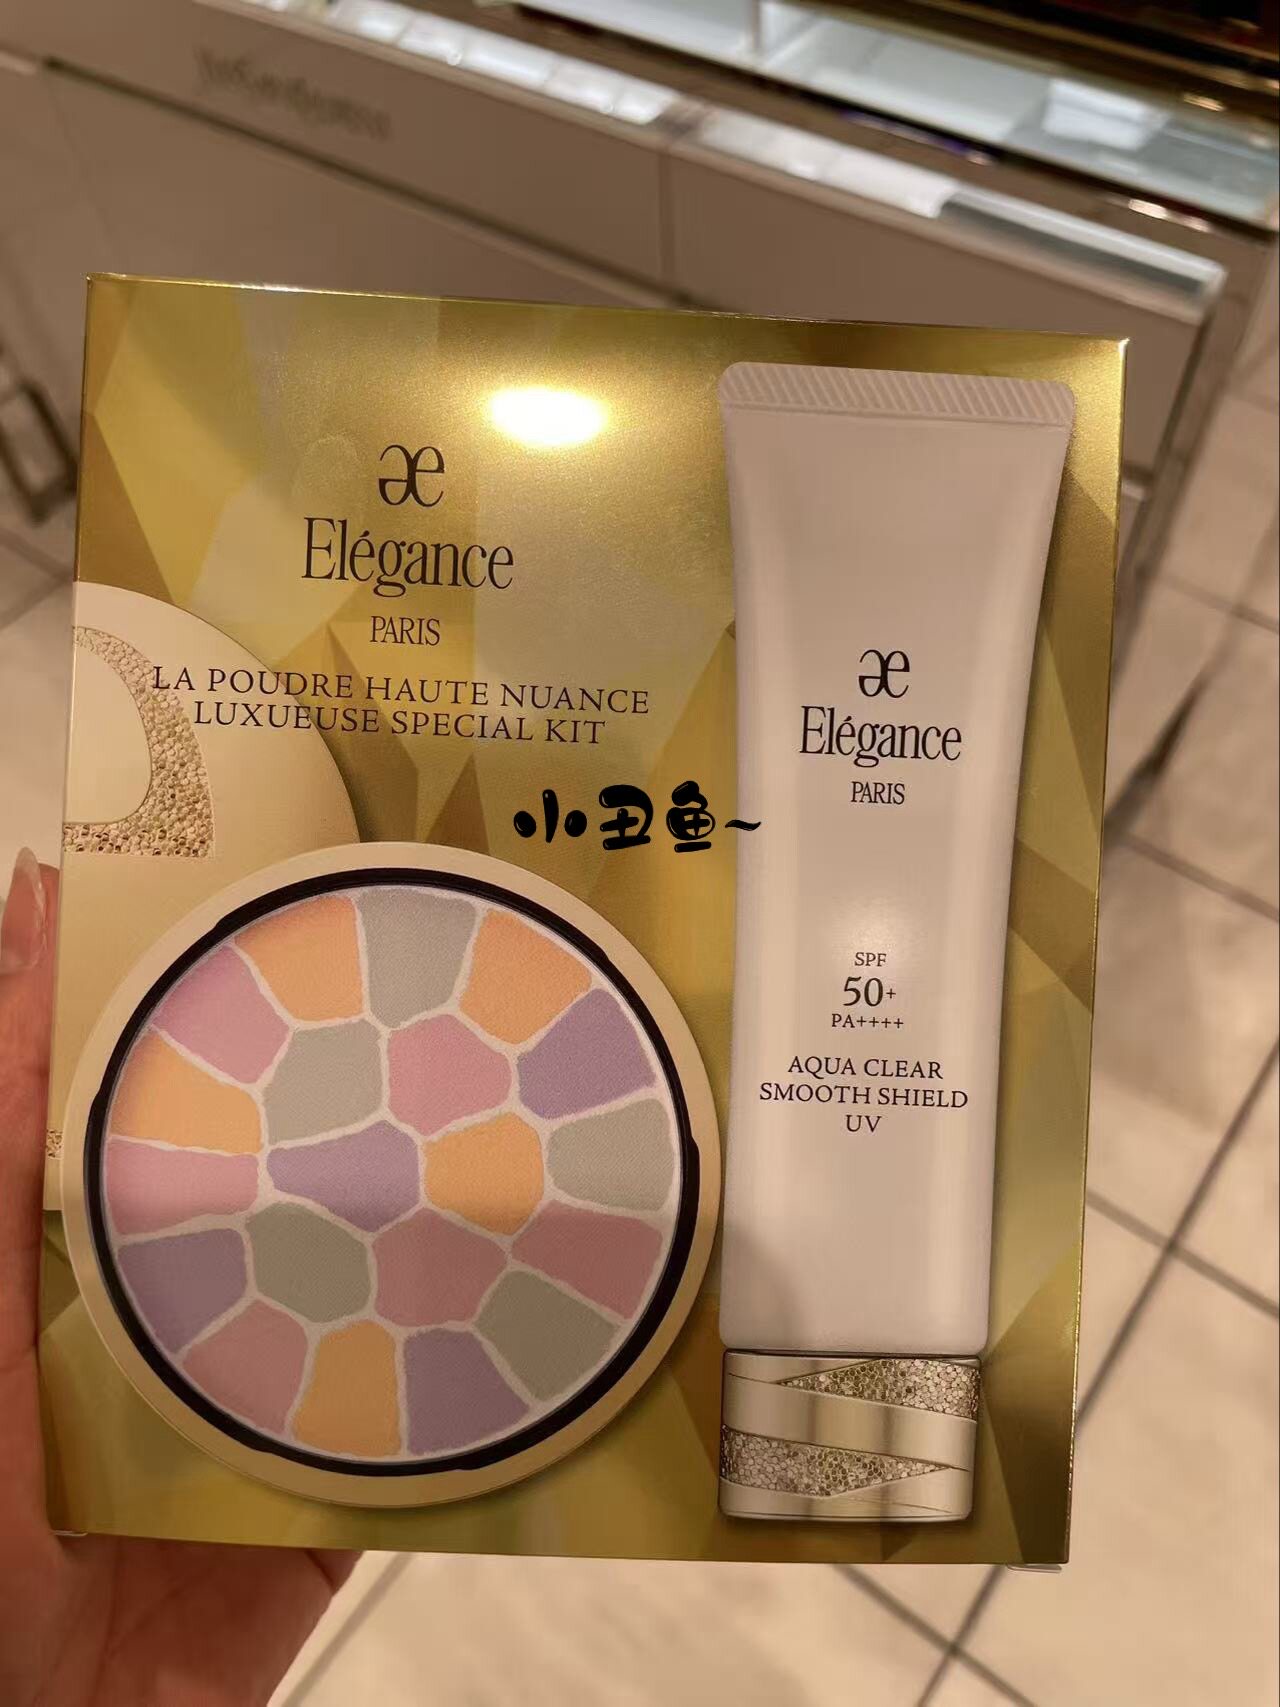 æ
Elégance
PARIS
LA POUDRE HAUTE NUANCE
LUXUEUSE SPECIAL KIT
小丑鱼~
æ
Elégance
PARIS
SPF
50+
PA++++
AQUA CLEAR
SMOOTH SHIELD
UV